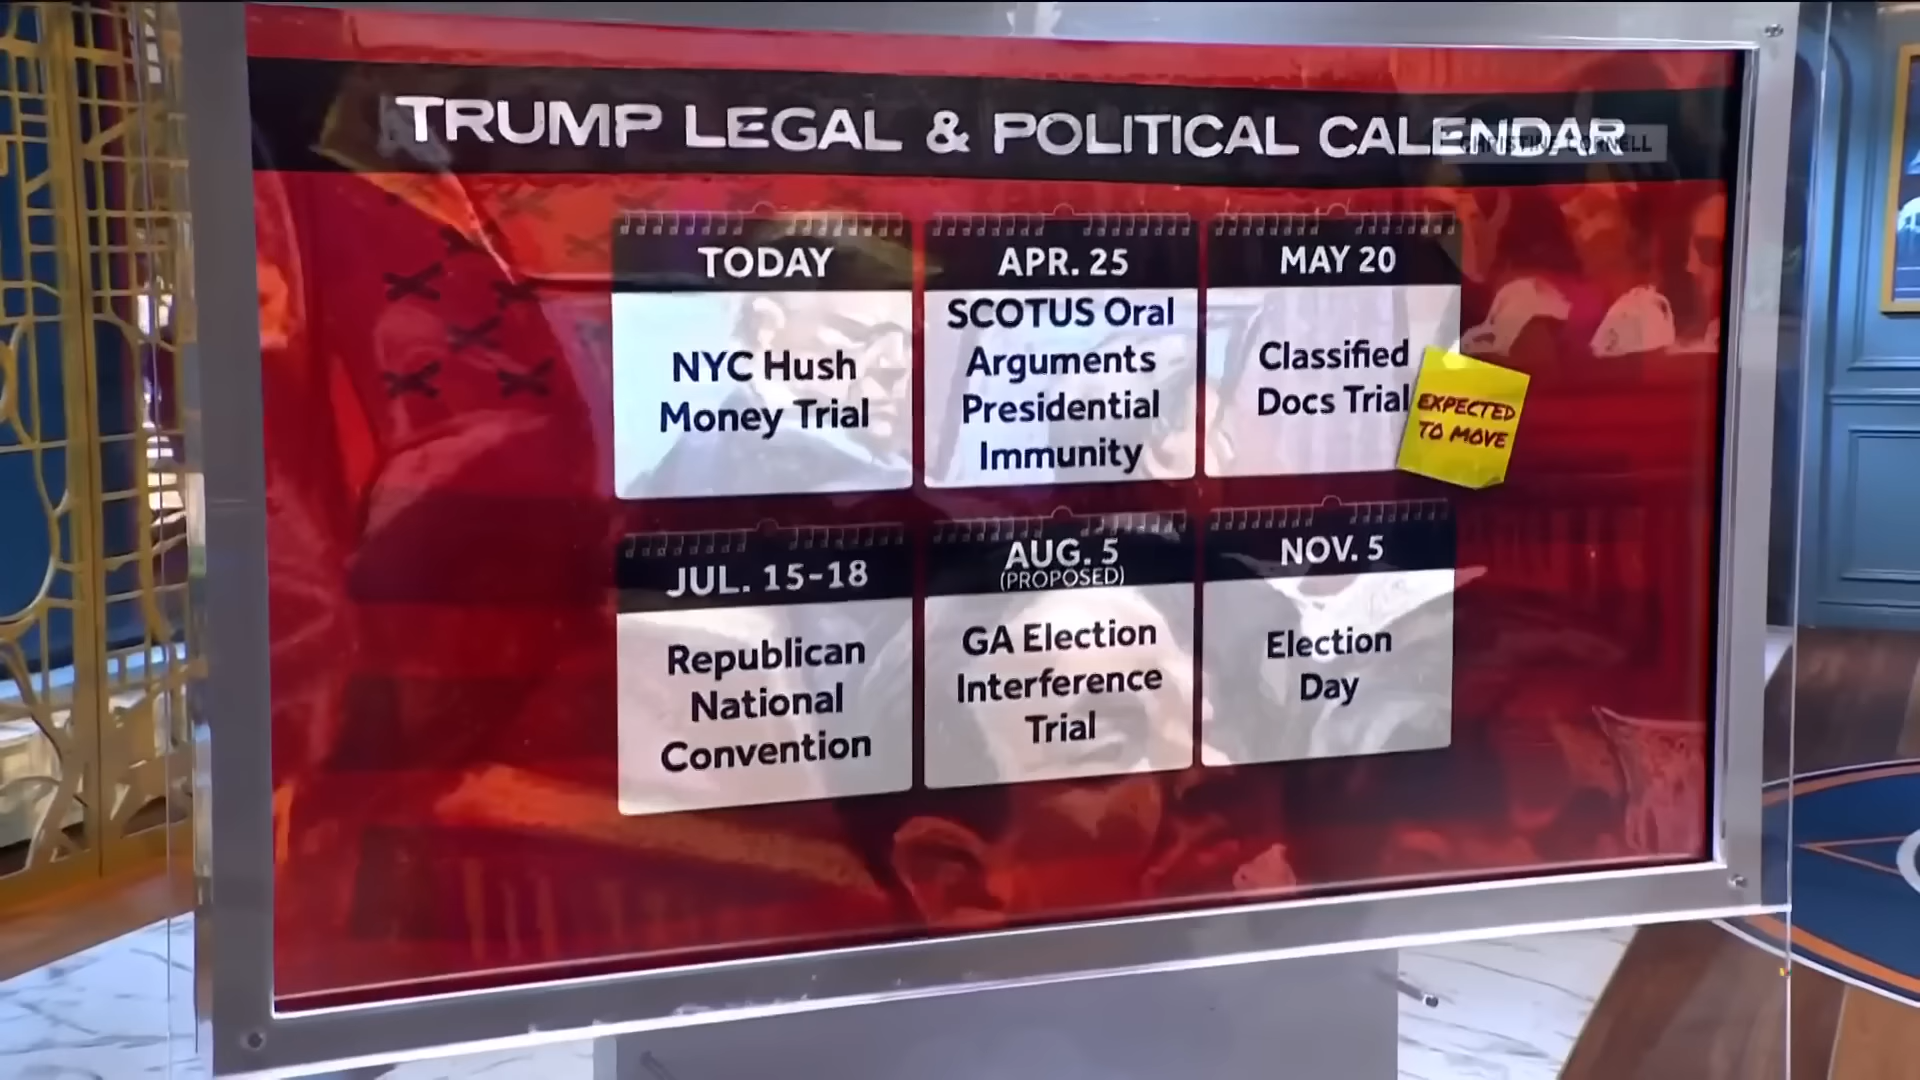 TRUMP LEGAL & POLITICAL CALENDAR
CHRISTINE CORNELL
TODAY
NYC Hush
Money Trial
APR. 25
SCOTUS Oral
Arguments
Presidential
Immunity
MAY 20
Classified
Docs Trial
EXPECTED
TO MOVE
JUL. 15-18
Republican
National
Convention
AUG. 5
(PROPOSED)
GA Election
Interference
Trial
NOV. 5
Election
Day